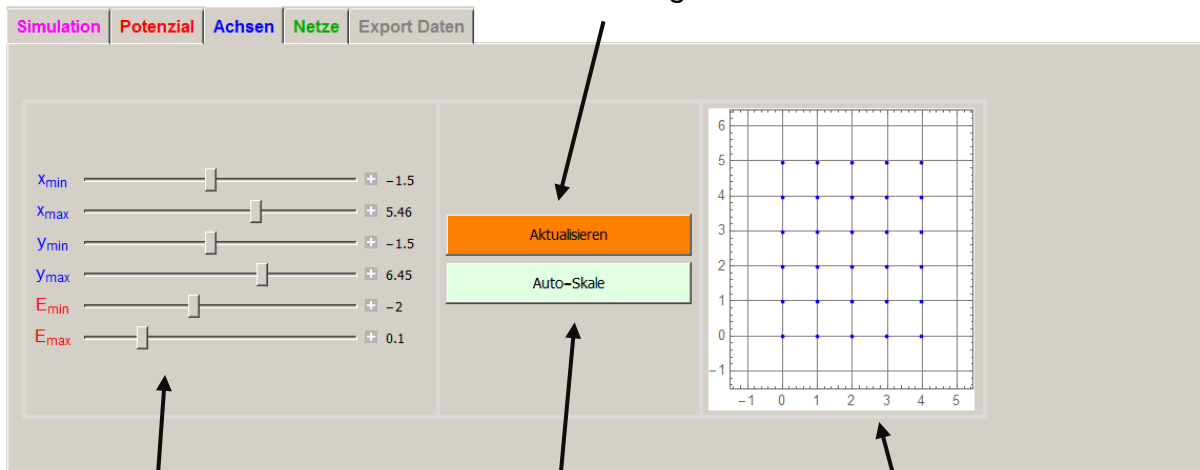 g
Simulation Potenzial Achsen Netze Export Daten
xmin -1.5
xmax 5.46
ymin -1.5
ymax 6.45
Emin -2
Emax 0.1
Aktualisieren
Auto-Skale
6
5
4
3
2
1
0
-1
-1 0 1 2 3 4 5